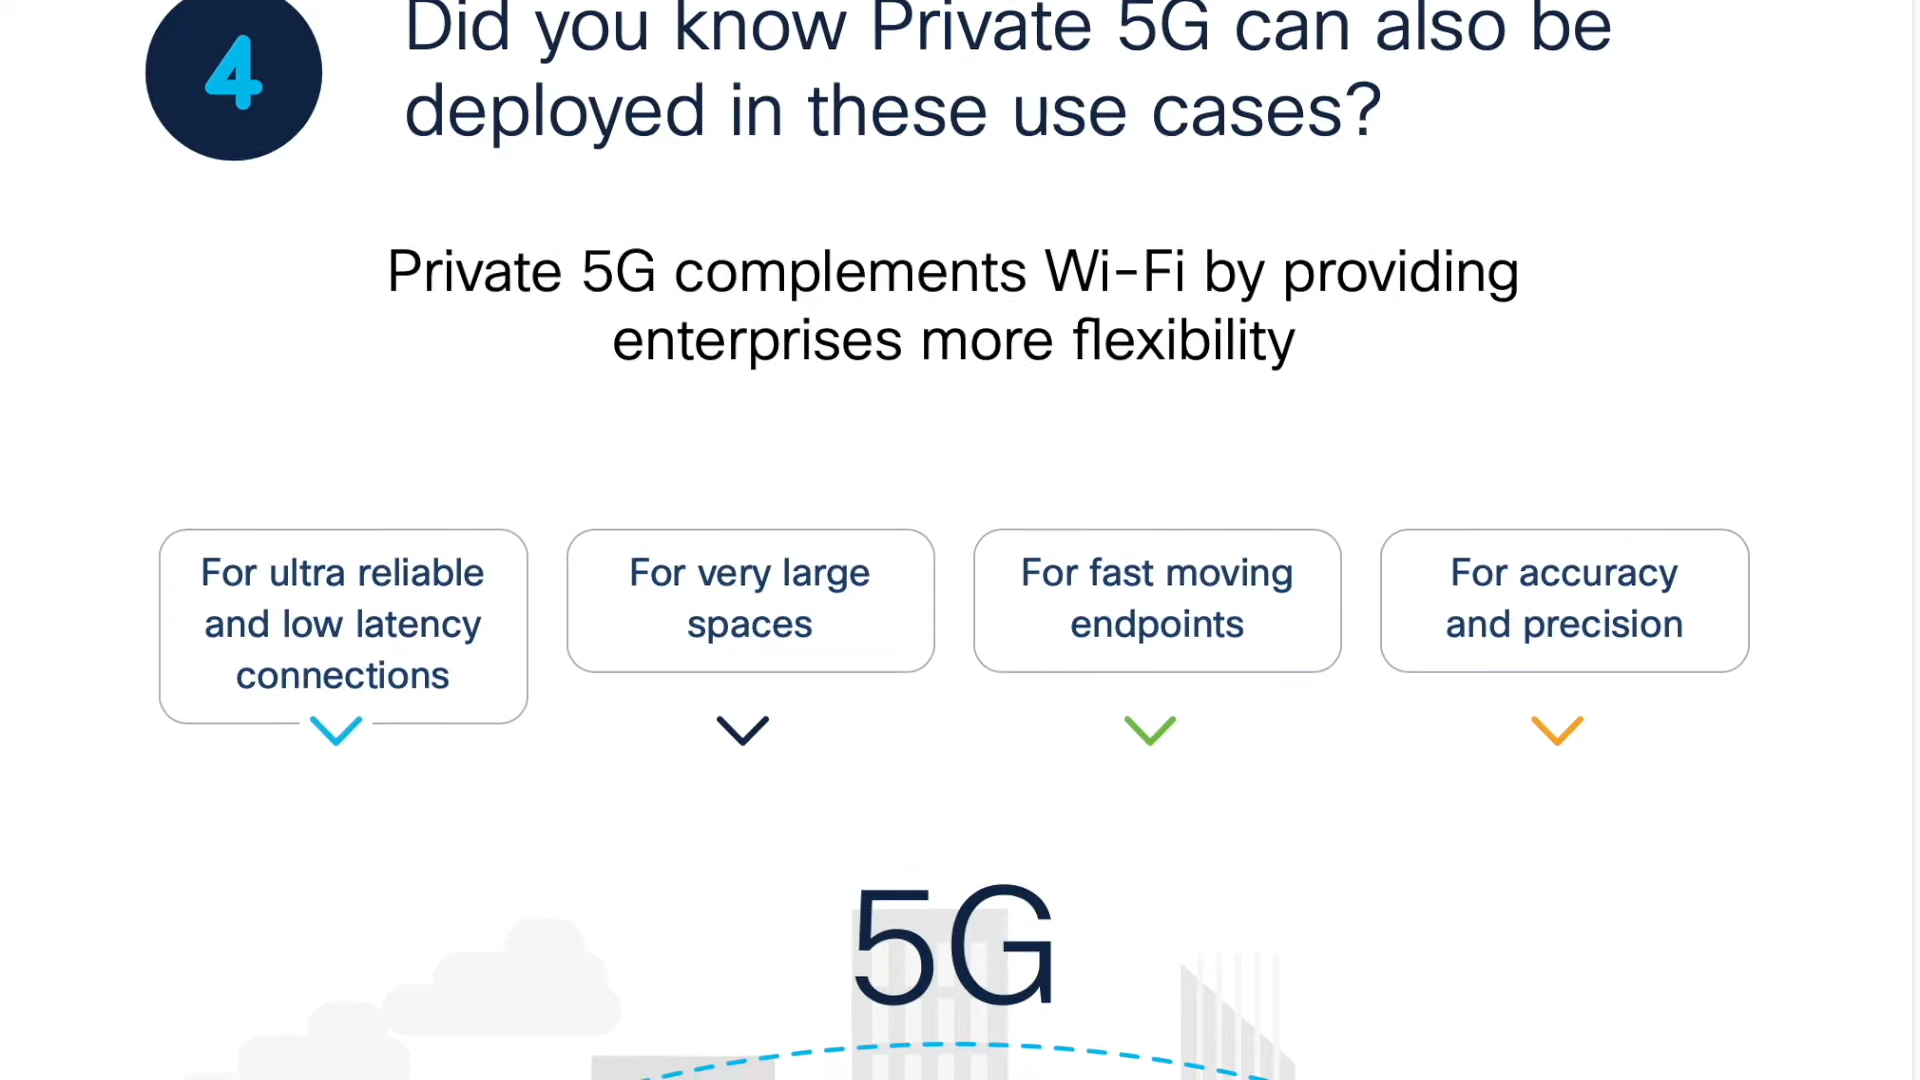 4
Did you know Private 5G can also be
deployed in these use cases?
Private 5G complements Wi-Fi by providing
enterprises more flexibility
For ultra reliable
and low latency
connections
For very large
spaces
For fast moving
endpoints
For accuracy
and precision
5G